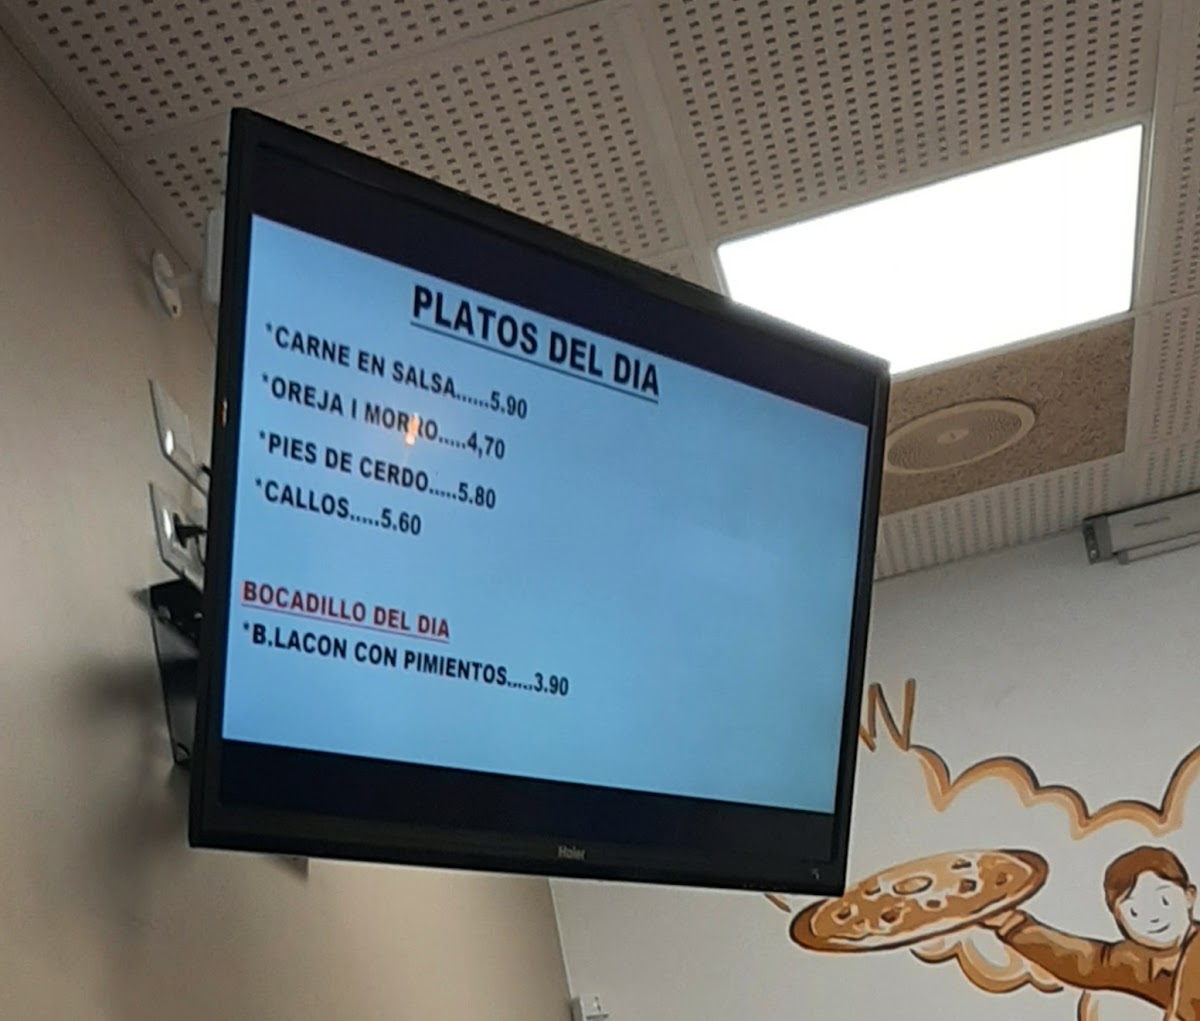 PLATOS DEL DIA
*CARNE EN SALSA......5.90
*OREJA I MORRO.....4,70
*PIES DE CERDO.....5.80
*CALLOS.....5.60
BOCADILLO DEL DIA
*B.LACON CON PIMIENTOS.....3.90
Haier
N